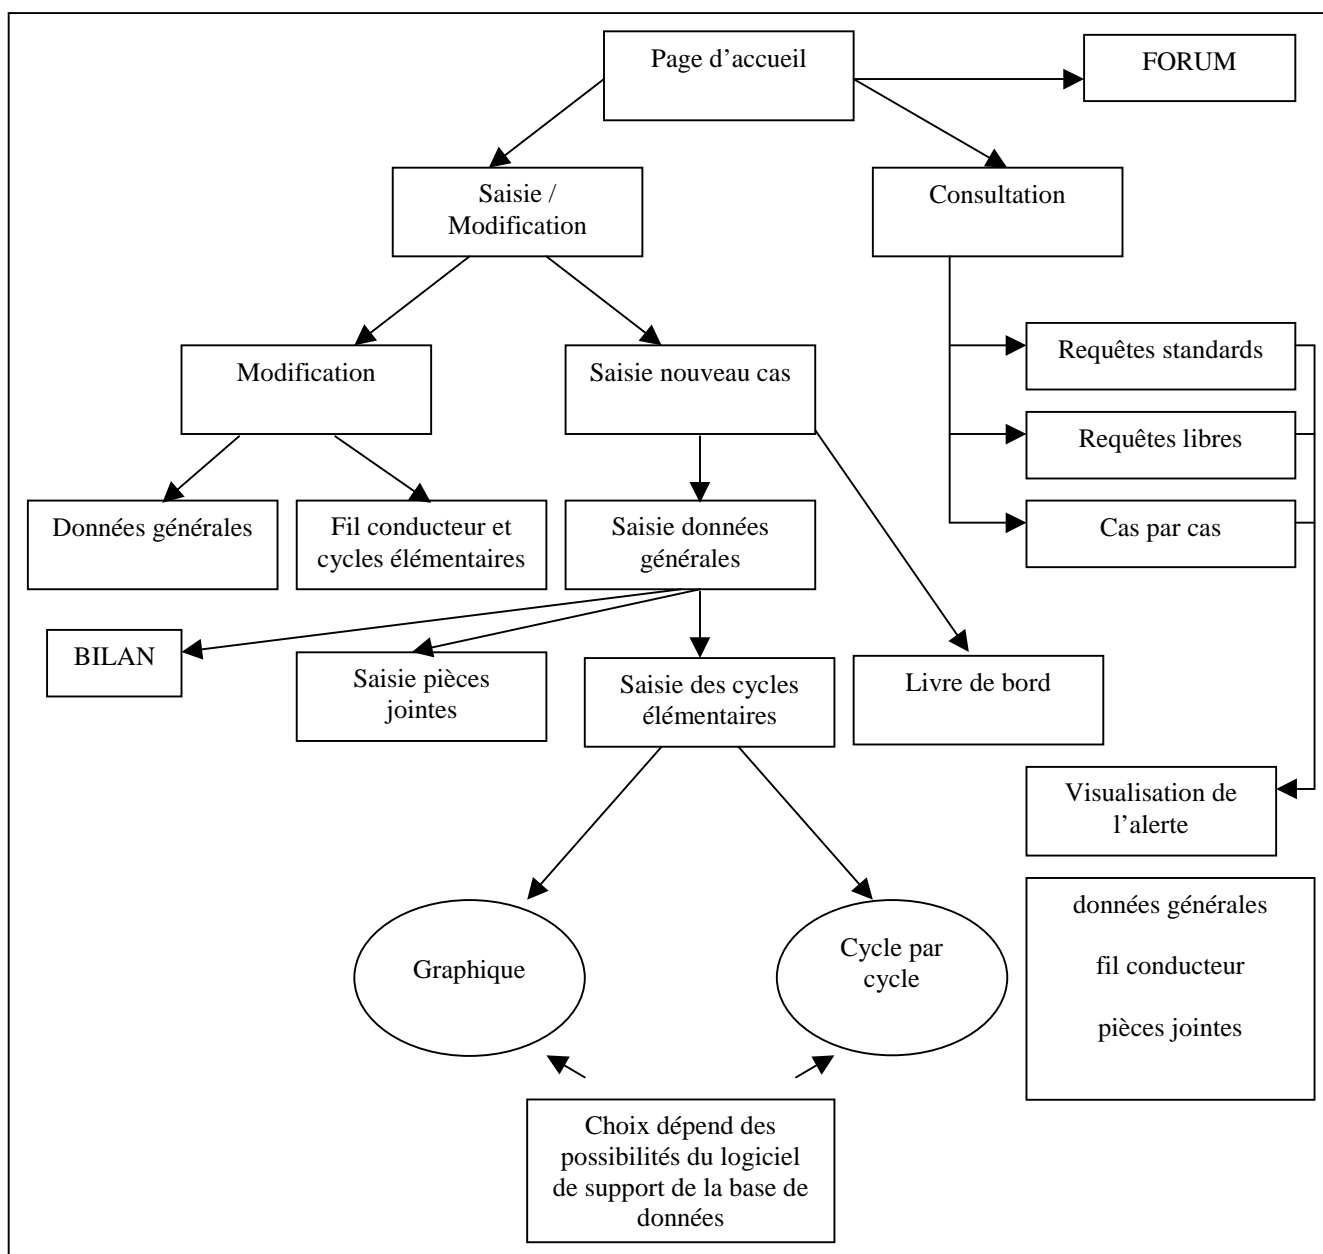 Page d’accueil
FORUM
Saisie /
Modification
Consultation
Modification
Saisie nouveau cas
Requêtes standards
Requêtes libres
Cas par cas
Données générales
Fil conducteur et
cycles élémentaires
Saisie données
générales
BILAN
Saisie pièces
jointes
Saisie des cycles
élémentaires
Livre de bord
Visualisation de
l’alerte
données générales
fil conducteur
pièces jointes
Graphique
Cycle par
cycle
Choix dépend des
possibilités du logiciel
de support de la base de
données